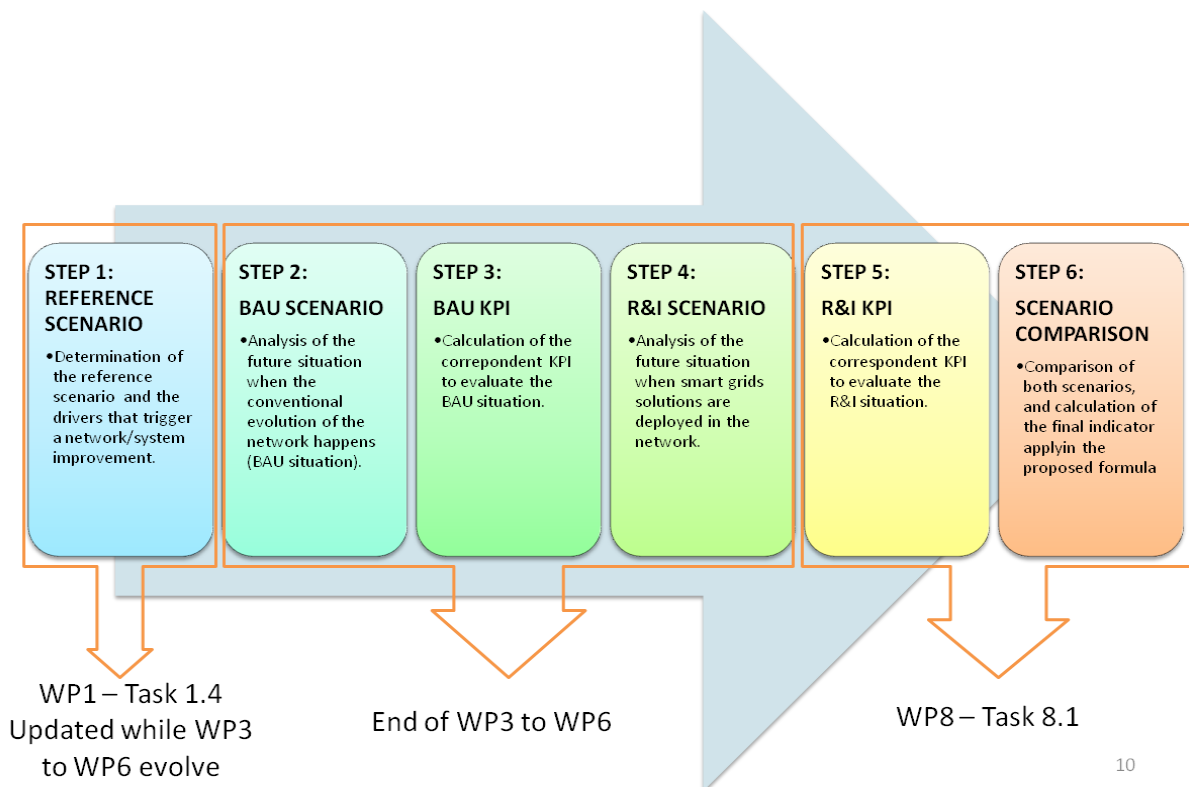 STEP 1:
REFERENCE
SCENARIO
•Determination of
the reference
scenario and the
drivers that trigger
a network/system
improvement.
STEP 2:
BAU SCENARIO
•Analysis of the
future situation
when the
conventional
evolution of the
network happens
(BAU situation).
STEP 3:
BAU KPI
•Calculation of the
correpondent KPI
to evaluate the
BAU situation.
STEP 4:
R&I SCENARIO
•Analysis of the
future situation
when smart grids
solutions are
deployed in the
network.
STEP 5:
R&I KPI
•Calculation of the
correspondent KPI
to evaluate the
R&I situation.
STEP 6:
SCENARIO
COMPARISON
•Comparison of
both scenarios,
and calculation of
the final indicator
applyin the
proposed formula
WP1 – Task 1.4
Updated while WP3
to WP6 evolve
End of WP3 to WP6
WP8 – Task 8.1
10